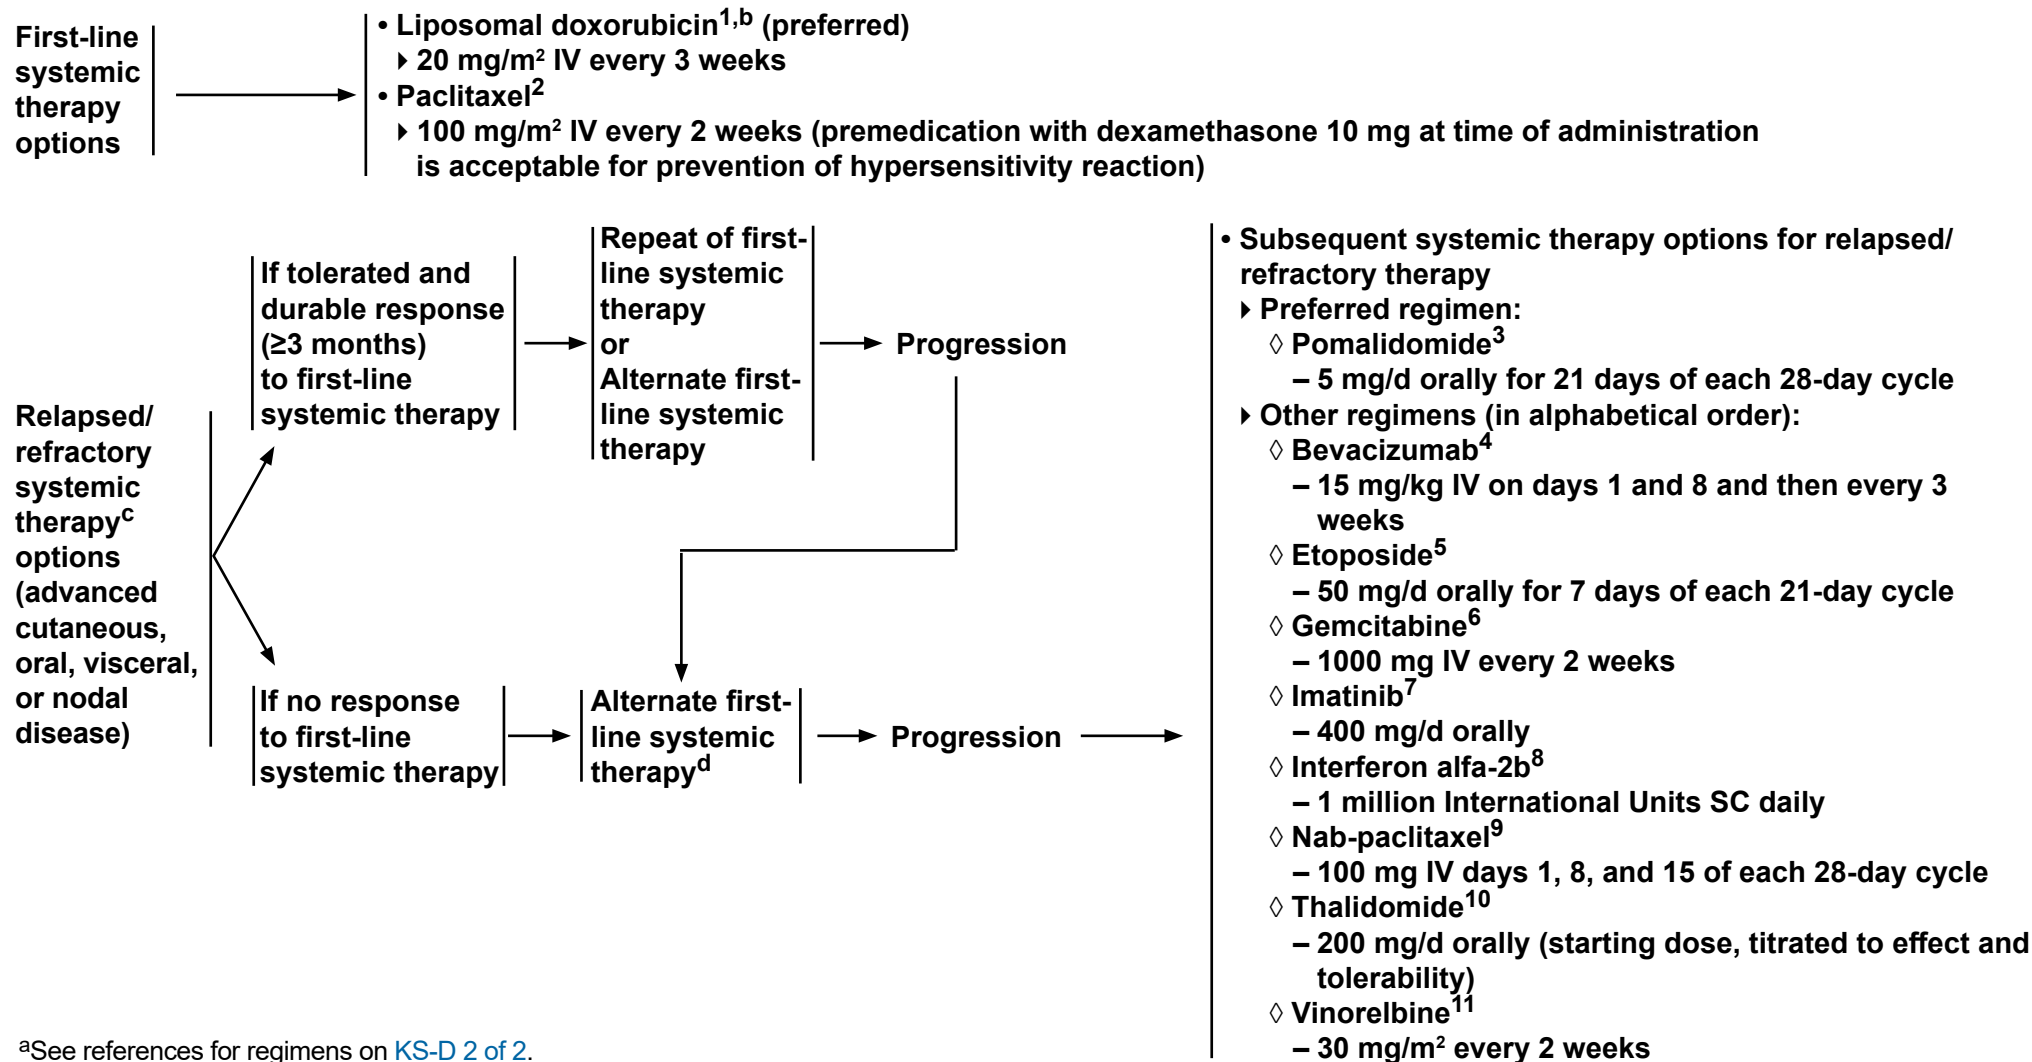 First-line
systemic
therapy
options
• Liposomal doxorubicin1,b (preferred)
▸ 20 mg/m² IV every 3 weeks
• Paclitaxel2
▸ 100 mg/m² IV every 2 weeks (premedication with dexamethasone 10 mg at time of administration
is acceptable for prevention of hypersensitivity reaction)
Relapsed/
refractory
systemic
therapyc
options
(advanced
cutaneous,
oral, visceral,
or nodal
disease)
If tolerated and
durable response
(≥3 months)
to first-line
systemic therapy
Repeat of first-
line systemic
therapy
or
Alternate first-
line systemic
therapy
Progression
If no response
to first-line
systemic therapy
Alternate first-
line systemic
therapyd
Progression
• Subsequent systemic therapy options for relapsed/
refractory therapy
▸ Preferred regimen:
◊ Pomalidomide3
– 5 mg/d orally for 21 days of each 28-day cycle
▸ Other regimens (in alphabetical order):
◊ Bevacizumab4
– 15 mg/kg IV on days 1 and 8 and then every 3
weeks
◊ Etoposide5
– 50 mg/d orally for 7 days of each 21-day cycle
◊ Gemcitabine6
– 1000 mg IV every 2 weeks
◊ Imatinib7
– 400 mg/d orally
◊ Interferon alfa-2b8
– 1 million International Units SC daily
◊ Nab-paclitaxel9
– 100 mg IV days 1, 8, and 15 of each 28-day cycle
◊ Thalidomide10
– 200 mg/d orally (starting dose, titrated to effect and
tolerability)
◊ Vinorelbine11
– 30 mg/m² every 2 weeks
aSee references for regimens on KS-D 2 of 2.